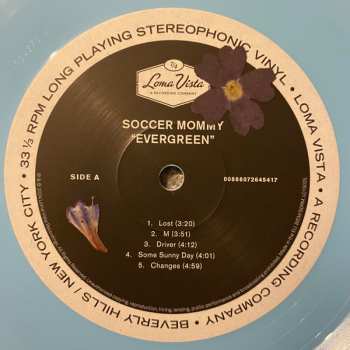 33 ⅓ RPM LONG PLAYING STEREOPHONIC VINYL • LOMA VISTA • A RECORDING COMPANY • BEVERLY HILLS / NEW YORK CITY •
Loma Vista
A RECORDING COMPANY
SOCCER MOMMY
"EVERGREEN"
SIDE A
00888072645417
1. Lost (3:20)
2. M (3:51)
3. Driver (4:12)
4. Some Sunny Day (4:01)
5. Changes (4:59)